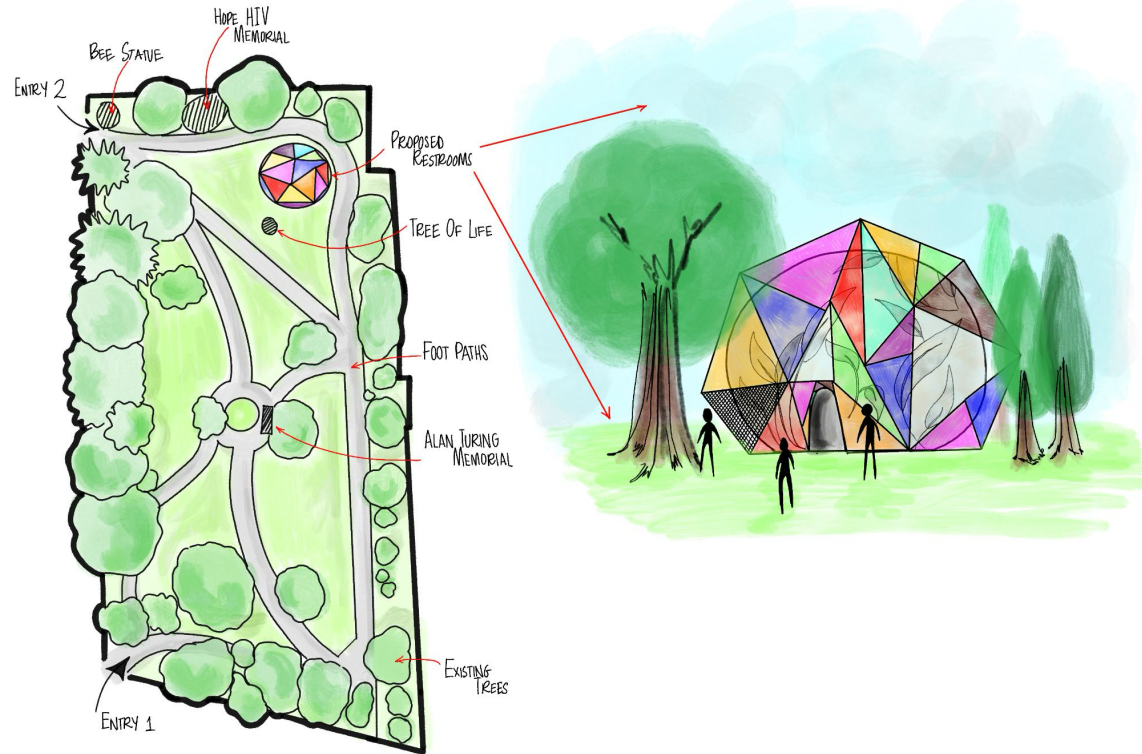 Hope HIV
Memorial
Bee Statue
Entry 2
Proposed
Restrooms
Tree Of Life
Foot Paths
Alan Turing
Memorial
Existing
Trees
Entry 1